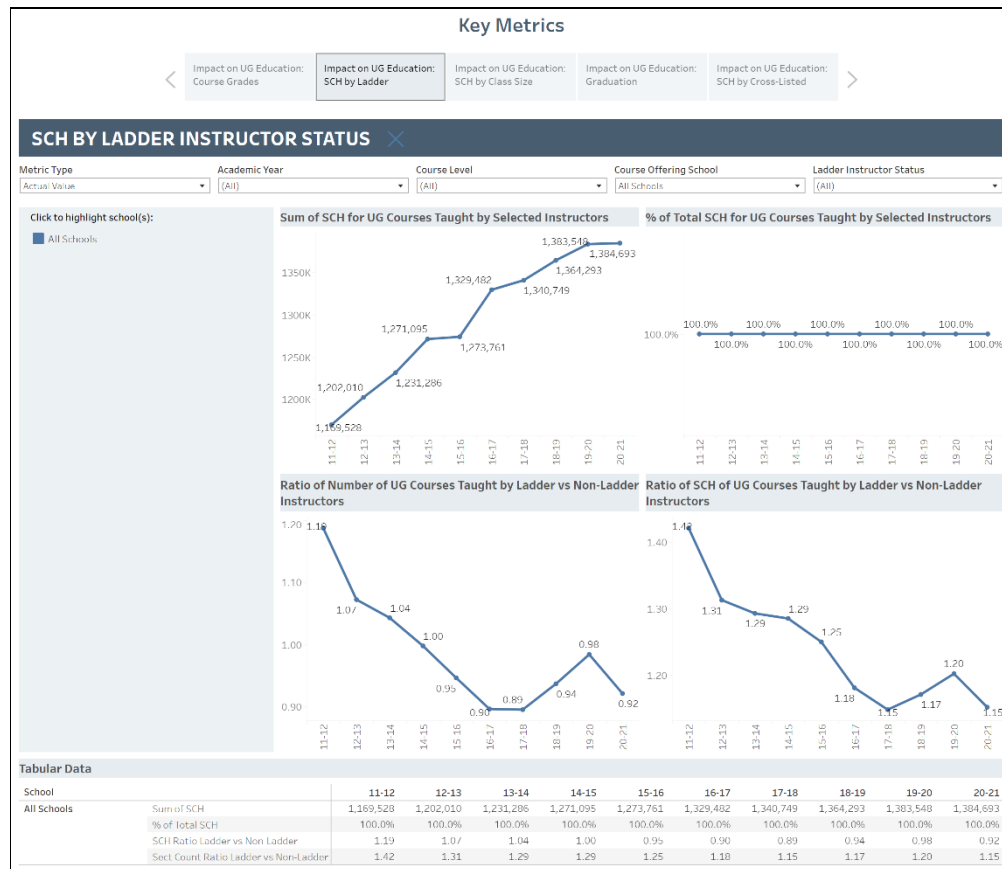 Key Metrics
Impact on UG Education:
Course Grades
Impact on UG Education:
SCH by Ladder
Impact on UG Education:
SCH by Class Size
Impact on UG Education:
Graduation
Impact on UG Education:
SCH by Cross-Listed
SCH BY LADDER INSTRUCTOR STATUS
Metric Type
Academic Year
Course Level
Course Offering School
Ladder Instructor Status
Actual Value
(All)
(All)
All Schools
(All)
Click to highlight school(s):
All Schools
Sum of SCH for UG Courses Taught by Selected Instructors
1350K
1300K
1250K
1200K
1,169,528
1,202,010
1,231,286
1,271,095
1,273,761
1,329,482
1,340,749
1,364,293
1,383,548
1,384,693
11-12
12-13
13-14
14-15
15-16
16-17
17-18
18-19
19-20
20-21
% of Total SCH for UG Courses Taught by Selected Instructors
100.0%
100.0% 100.0% 100.0% 100.0% 100.0%
100.0% 100.0% 100.0% 100.0% 100.0%
11-12
12-13
13-14
14-15
15-16
16-17
17-18
18-19
19-20
20-21
Ratio of Number of UG Courses Taught by Ladder vs Non-Ladder
Instructors
1.20
1.10
1.00
0.90
1.19
1.07
1.04
1.00
0.95
0.90
0.89
0.94
0.98
0.92
11-12
12-13
13-14
14-15
15-16
16-17
17-18
18-19
19-20
20-21
Ratio of SCH of UG Courses Taught by Ladder vs Non-Ladder
Instructors
1.40
1.30
1.20
1.42
1.31
1.29
1.29
1.25
1.18
1.15
1.17
1.20
1.15
11-12
12-13
13-14
14-15
15-16
16-17
17-18
18-19
19-20
20-21
Tabular Data
School 11-12 12-13 13-14 14-15 15-16 16-17 17-18 18-19 19-20 20-21
All Schools Sum of SCH 1,169,528 1,202,010 1,231,286 1,271,095 1,273,761 1,329,482 1,340,749 1,364,293 1,383,548 1,384,693
% of Total SCH 100.0% 100.0% 100.0% 100.0% 100.0% 100.0% 100.0% 100.0% 100.0% 100.0%
SCH Ratio Ladder vs Non Ladder 1.19 1.07 1.04 1.00 0.95 0.90 0.89 0.94 0.98 0.92
Sect Count Ratio Ladder vs Non-Ladder 1.42 1.31 1.29 1.29 1.25 1.18 1.15 1.17 1.20 1.15